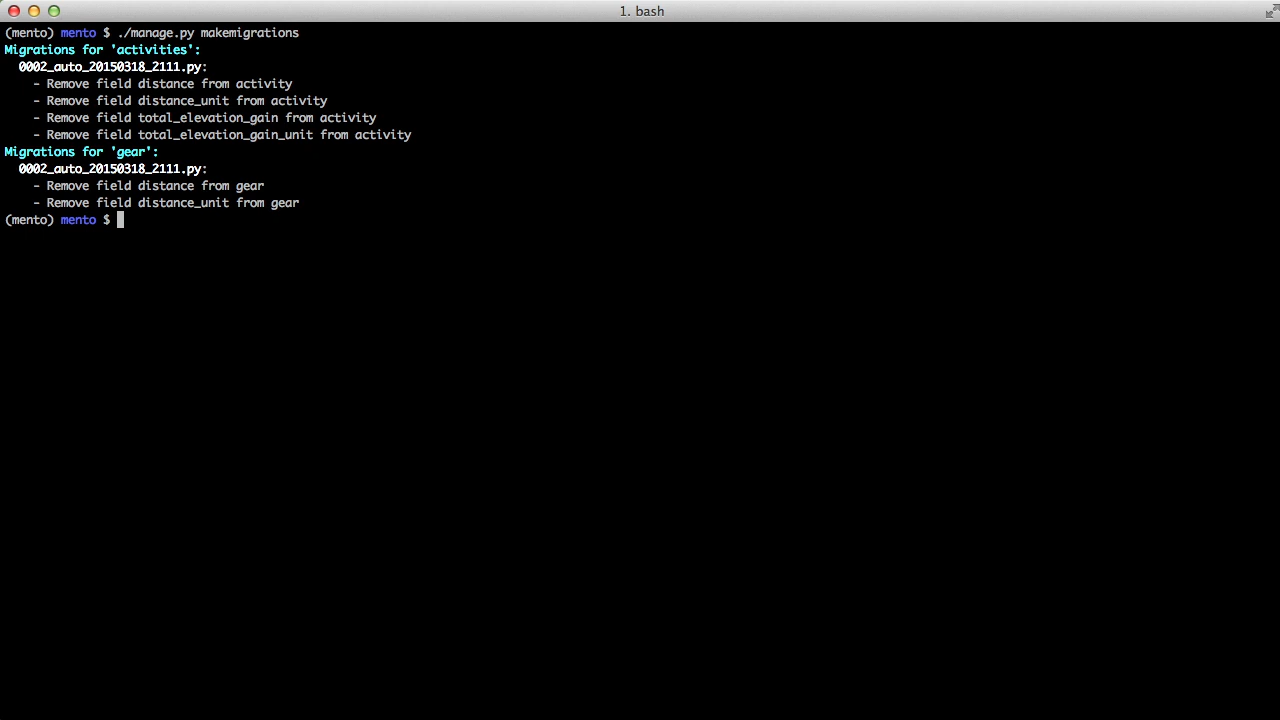 1. bash
(mento) mento $ ./manage.py makemigrations
Migrations for 'activities':
0002_auto_20150318_2111.py:
- Remove field distance from activity
- Remove field distance_unit from activity
- Remove field total_elevation_gain from activity
- Remove field total_elevation_gain_unit from activity
Migrations for 'gear':
0002_auto_20150318_2111.py:
- Remove field distance from gear
- Remove field distance_unit from gear
(mento) mento $